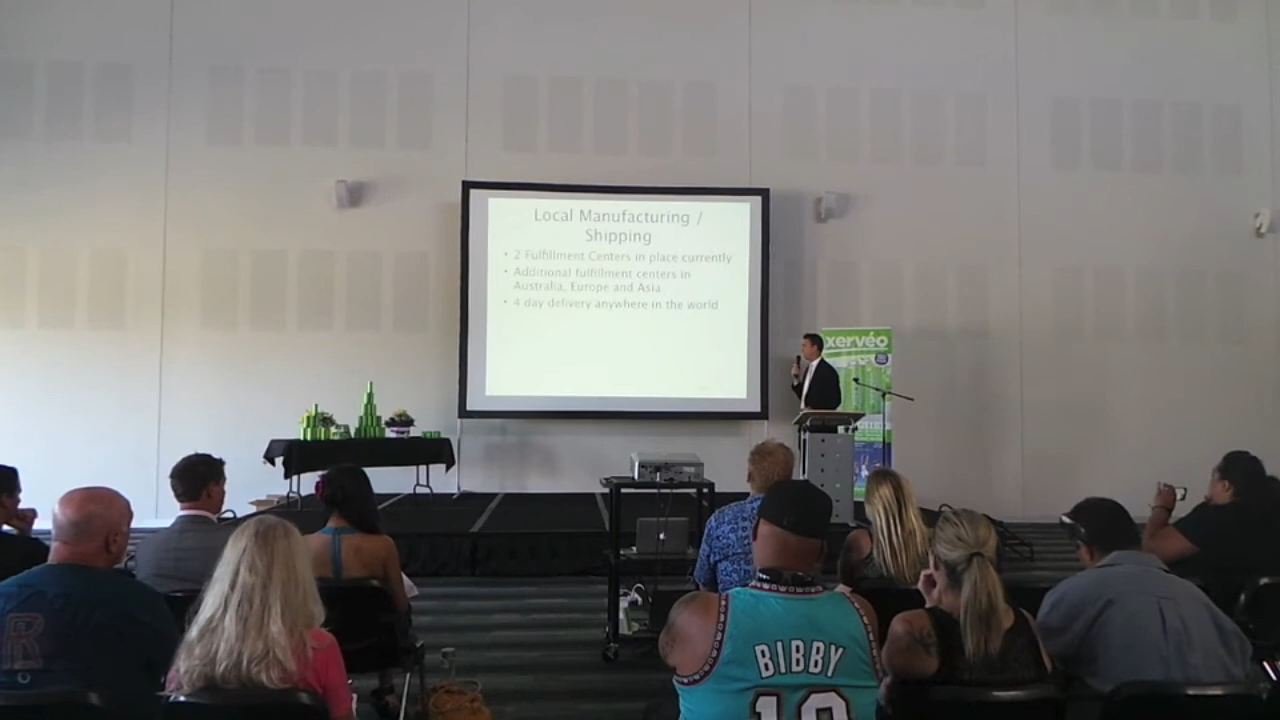 Local Manufacturing /
Shipping
• 2 Fulfillment Centers in place currently
• Additional fulfillment centers in
Australia, Europe and Asia.
• 4 day delivery anywhere in the world
xervéo
R
BIBBY
10